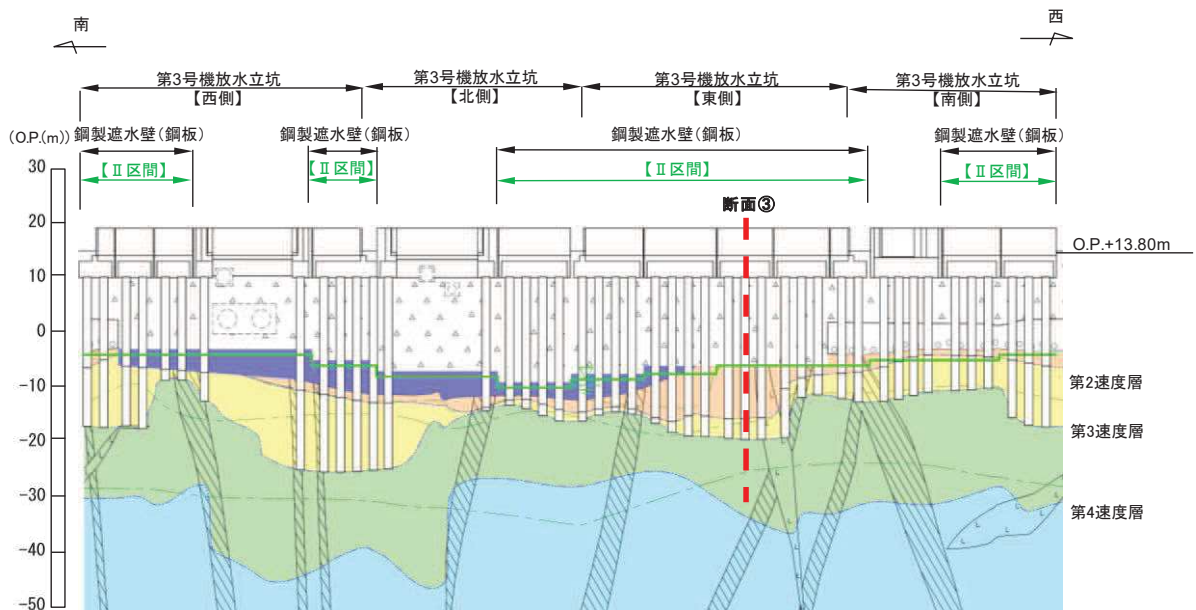 南
西
第3号機放水立坑
【西側】
第3号機放水立坑
【北側】
第3号機放水立坑
【東側】
第3号機放水立坑
【南側】
(O.P.(m))
鋼製遮水壁(鋼板)
鋼製遮水壁(鋼板)
鋼製遮水壁(鋼板)
鋼製遮水壁(鋼板)
【Ⅱ区間】
【Ⅱ区間】
【Ⅱ区間】
【Ⅱ区間】
断面③
O.P.+13.80m
30
20
10
0
-10
-20
-30
-40
-50
第2速度層
第3速度層
第4速度層